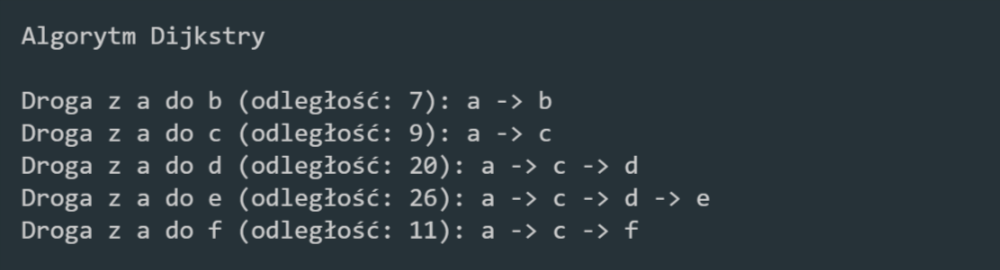 Algorytm Dijkstry
Droga z a do b (odległość: 7): a -> b
Droga z a do c (odległość: 9): a -> c
Droga z a do d (odległość: 20): a -> c -> d
Droga z a do e (odległość: 26): a -> c -> d -> e
Droga z a do f (odległość: 11): a -> c -> f